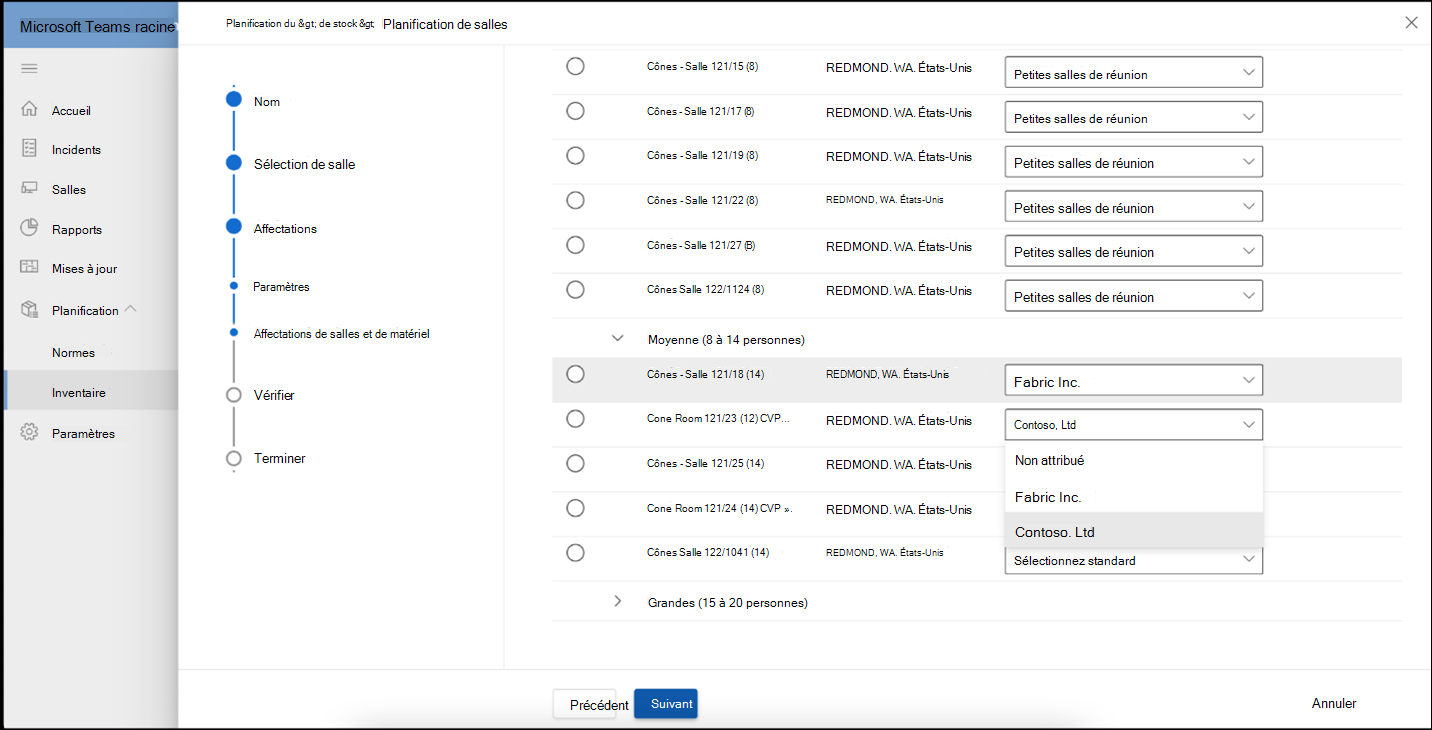 Microsoft Teams racine
Planification du &gt; de stock &gt; Planification de salles
Accueil
Incidents
Salles
Rapports
Mises à jour
Planification
Normes
Inventaire
Paramètres
Nom
Sélection de salle
Affectations
Paramètres
Affectations de salles et de matériel
Vérifier
Terminer
Cônes - Salle 121/15 (8) REDMOND. WA. États-Unis Petites salles de réunion
Cônes - Salle 121/17 (8) REDMOND. WA. États-Unis Petites salles de réunion
Cônes - Salle 121/19 (8) REDMOND. WA. États-Unis Petites salles de réunion
Cônes - Salle 121/22 (8) REDMOND, WA. États-Unis Petites salles de réunion
Cônes - Salle 121/27 (B) REDMOND. WA. États-Unis Petites salles de réunion
Cônes Salle 122/1124 (8) REDMOND. WA. États-Unis Petites salles de réunion
Moyenne (8 à 14 personnes)
Cônes - Salle 121/18 (14) REDMOND, WA. États-Unis Fabric Inc.
Cone Room 121/23 (12) CVP... REDMOND. WA. États-Unis Contoso, Ltd
Non attribué
Cônes - Salle 121/25 (14) REDMOND. WA. États-Unis
Fabric Inc.
Cone Room 121/24 (14) CVP ». REDMOND. WA. États-Unis
Contoso. Ltd
Cônes Salle 122/1041 (14) REDMOND, WA. États-Unis Sélectionnez standard
Grandes (15 à 20 personnes)
Précédent Suivant Annuler